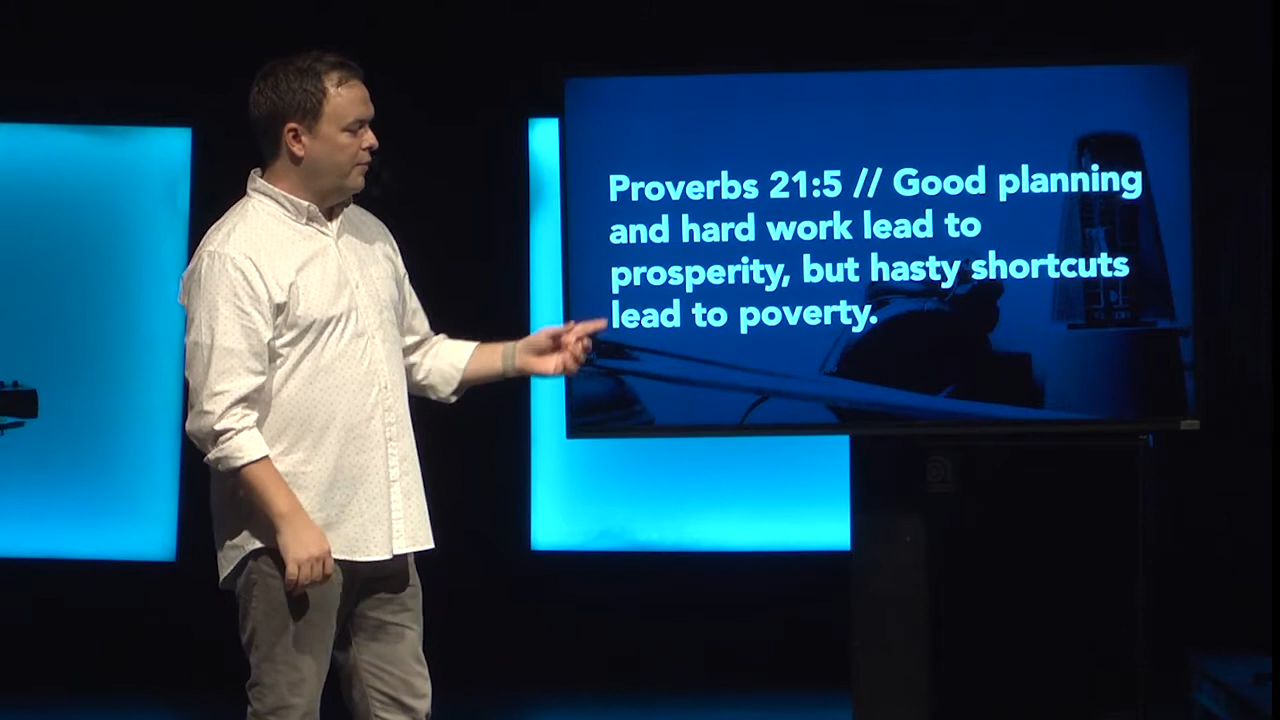 Proverbs 21:5 // Good planning
and hard work lead to
prosperity, but hasty shortcuts
lead to poverty.